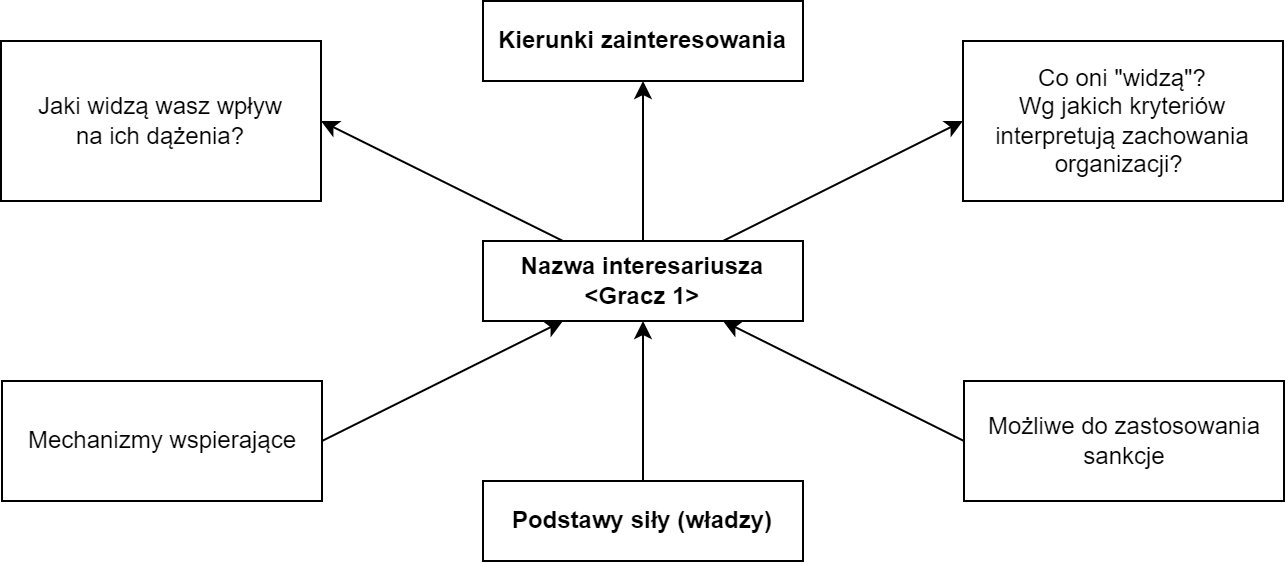 Kierunki zainteresowania
Jaki widzą wasz wpływ
na ich dążenia?
Co oni "widzą"?
Wg jakich kryteriów
interpretują zachowania
organizacji?
Nazwa interesariusza
<Gracz 1>
Mechanizmy wspierające
Możliwe do zastosowania
sankcje
Podstawy siły (władzy)